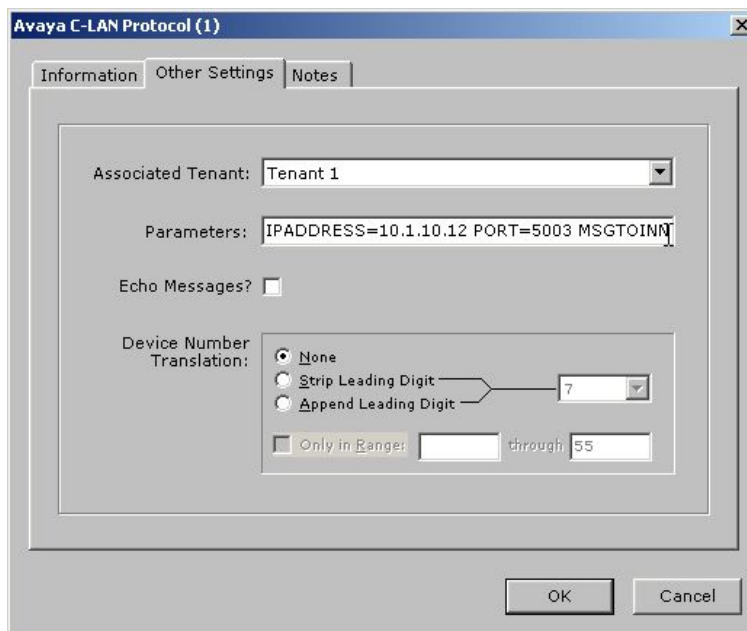 Avaya C-LAN Protocol (1)
Information Other Settings Notes
Associated Tenant: Tenant 1
Parameters: IPADDRESS=10.1.10.12 PORT=5003 MSGTOINN
Echo Messages?
Device Number
Translation:
None
Strip Leading Digit
7
Append Leading Digit
Only in Range: through 55
OK Cancel